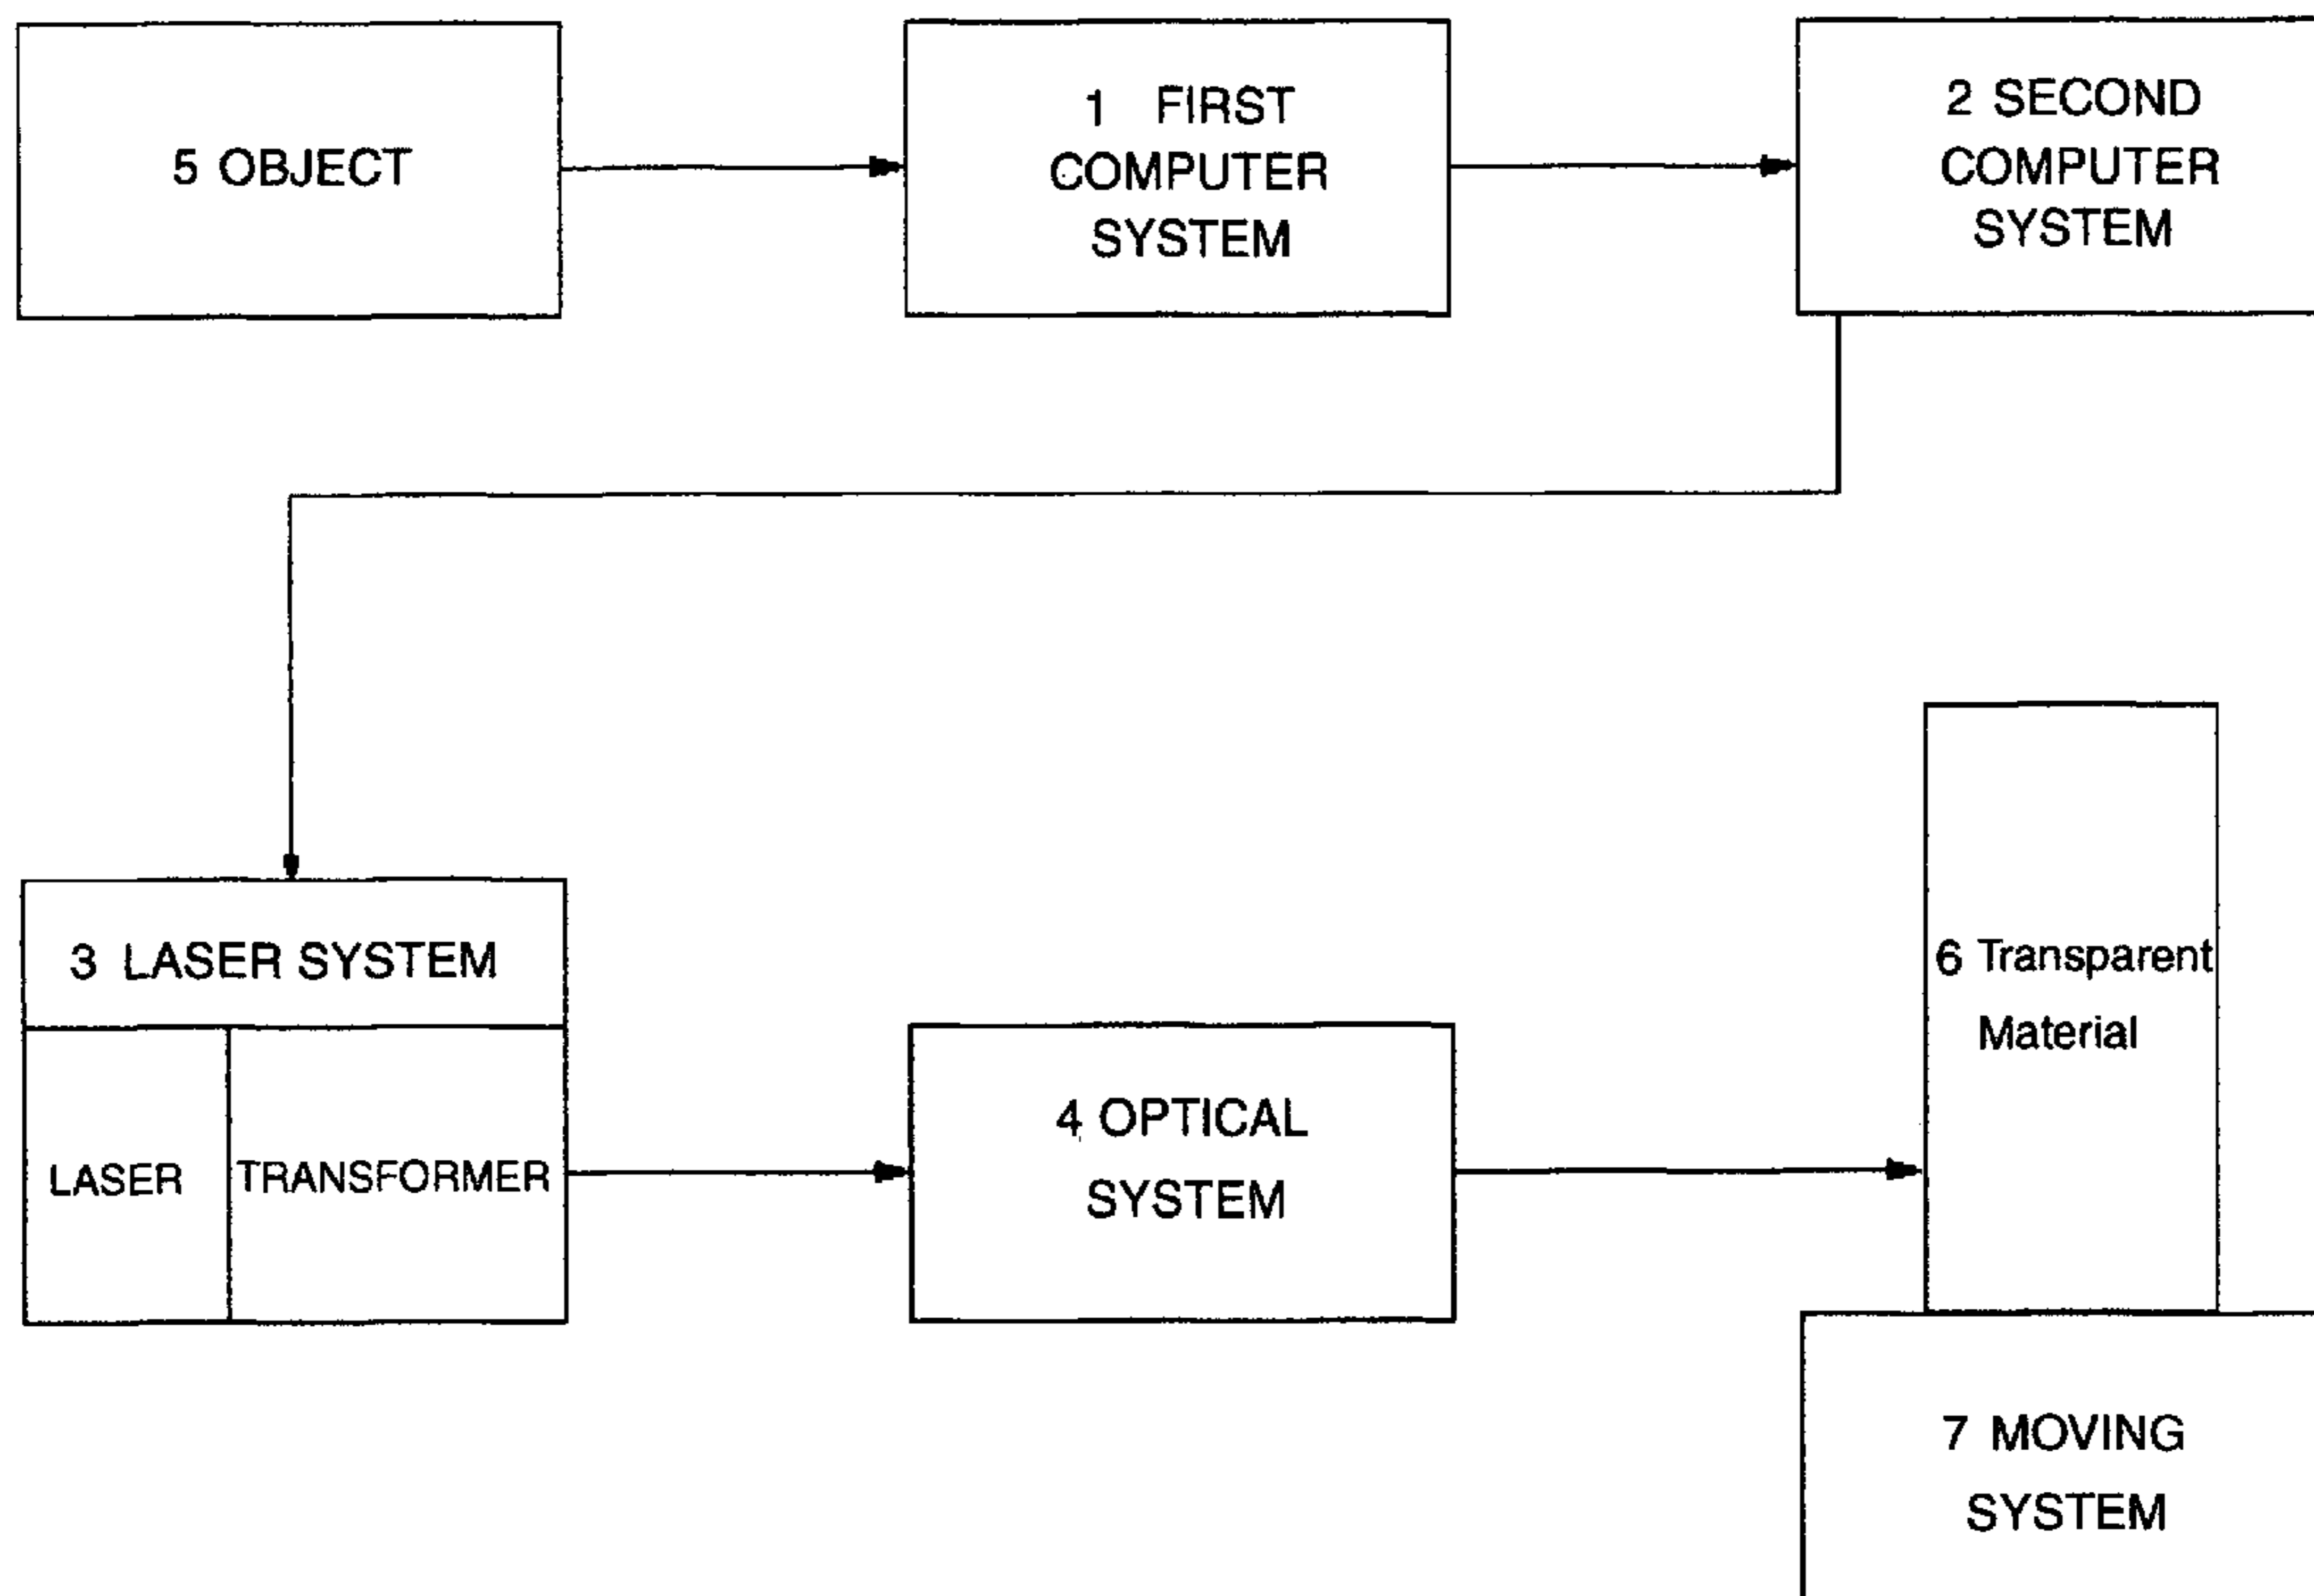 5 OBJECT
1 FIRST
COMPUTER
SYSTEM
2 SECOND
COMPUTER
SYSTEM
3 LASER SYSTEM
LASER
TRANSFORMER
4 OPTICAL
SYSTEM
6 Transparent
Material
7 MOVING
SYSTEM